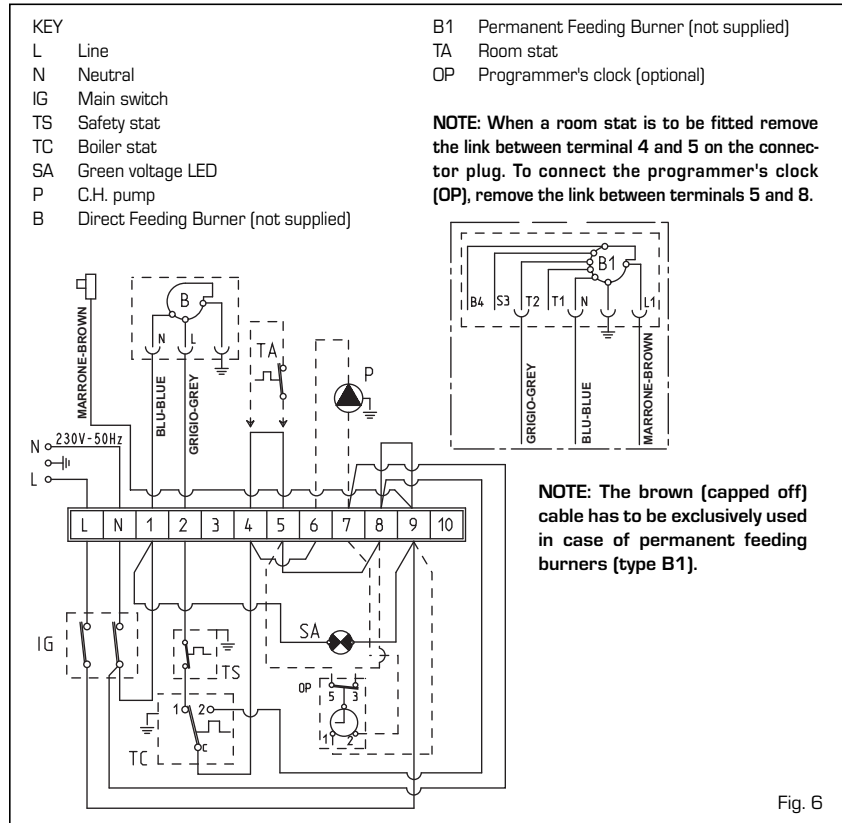 KEY
L Line
N Neutral
IG Main switch
TS Safety stat
TC Boiler stat
SA Green voltage LED
P C.H. pump
B Direct Feeding Burner (not supplied)
B1 Permanent Feeding Burner (not supplied)
TA Room stat
OP Programmer's clock (optional)
NOTE: When a room stat is to be fitted remove
the link between terminal 4 and 5 on the connec-
tor plug. To connect the programmer's clock
(OP), remove the link between terminals 5 and 8.
B1
B4 S3 T2 T1 N L1
GRIGIO-GREY
BLU-BLUE
MARRONE-BROWN
B
N L
MARRONE-BROWN
BLU-BLUE
GRIGIO-GREY
TA
P
N 230V-50Hz
L
L N 1 2 3 4 5 6 7 8 9 10
NOTE: The brown (capped off)
cable has to be exclusively used
in case of permanent feeding
burners (type B1).
IG
TS
SA
OP
5 3
1 2
1 2
C
TC
Fig. 6